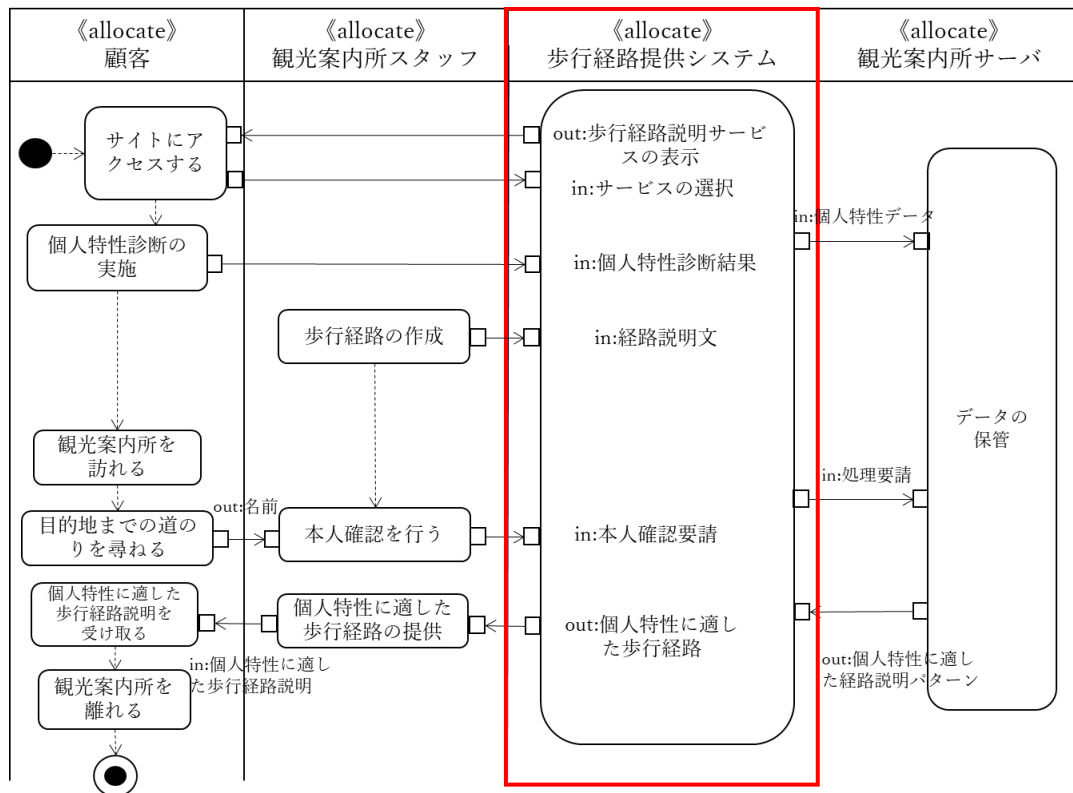 《allocate》
顧客
《allocate》
観光案内所スタッフ
《allocate》
歩行経路提供システム
《allocate》
観光案内所サーバ
サイトにア
クセスする
out:歩行経路説明サービ
スの表示
in:サービスの選択
in:個人特性データ
個人特性診断の
実施
in:個人特性診断結果
歩行経路の作成
in:経路説明文
データの
保管
観光案内所を
訪れる
in:処理要請
out:名前
目的地までの道の
りを尋ねる
本人確認を行う
in:本人確認要請
個人特性に適した
歩行経路説明を
受け取る
個人特性に適した
歩行経路の提供
out:個人特性に適し
た歩行経路
in:個人特性に適し
た歩行経路説明
out:個人特性に適し
た経路説明パターン
観光案内所を
離れる